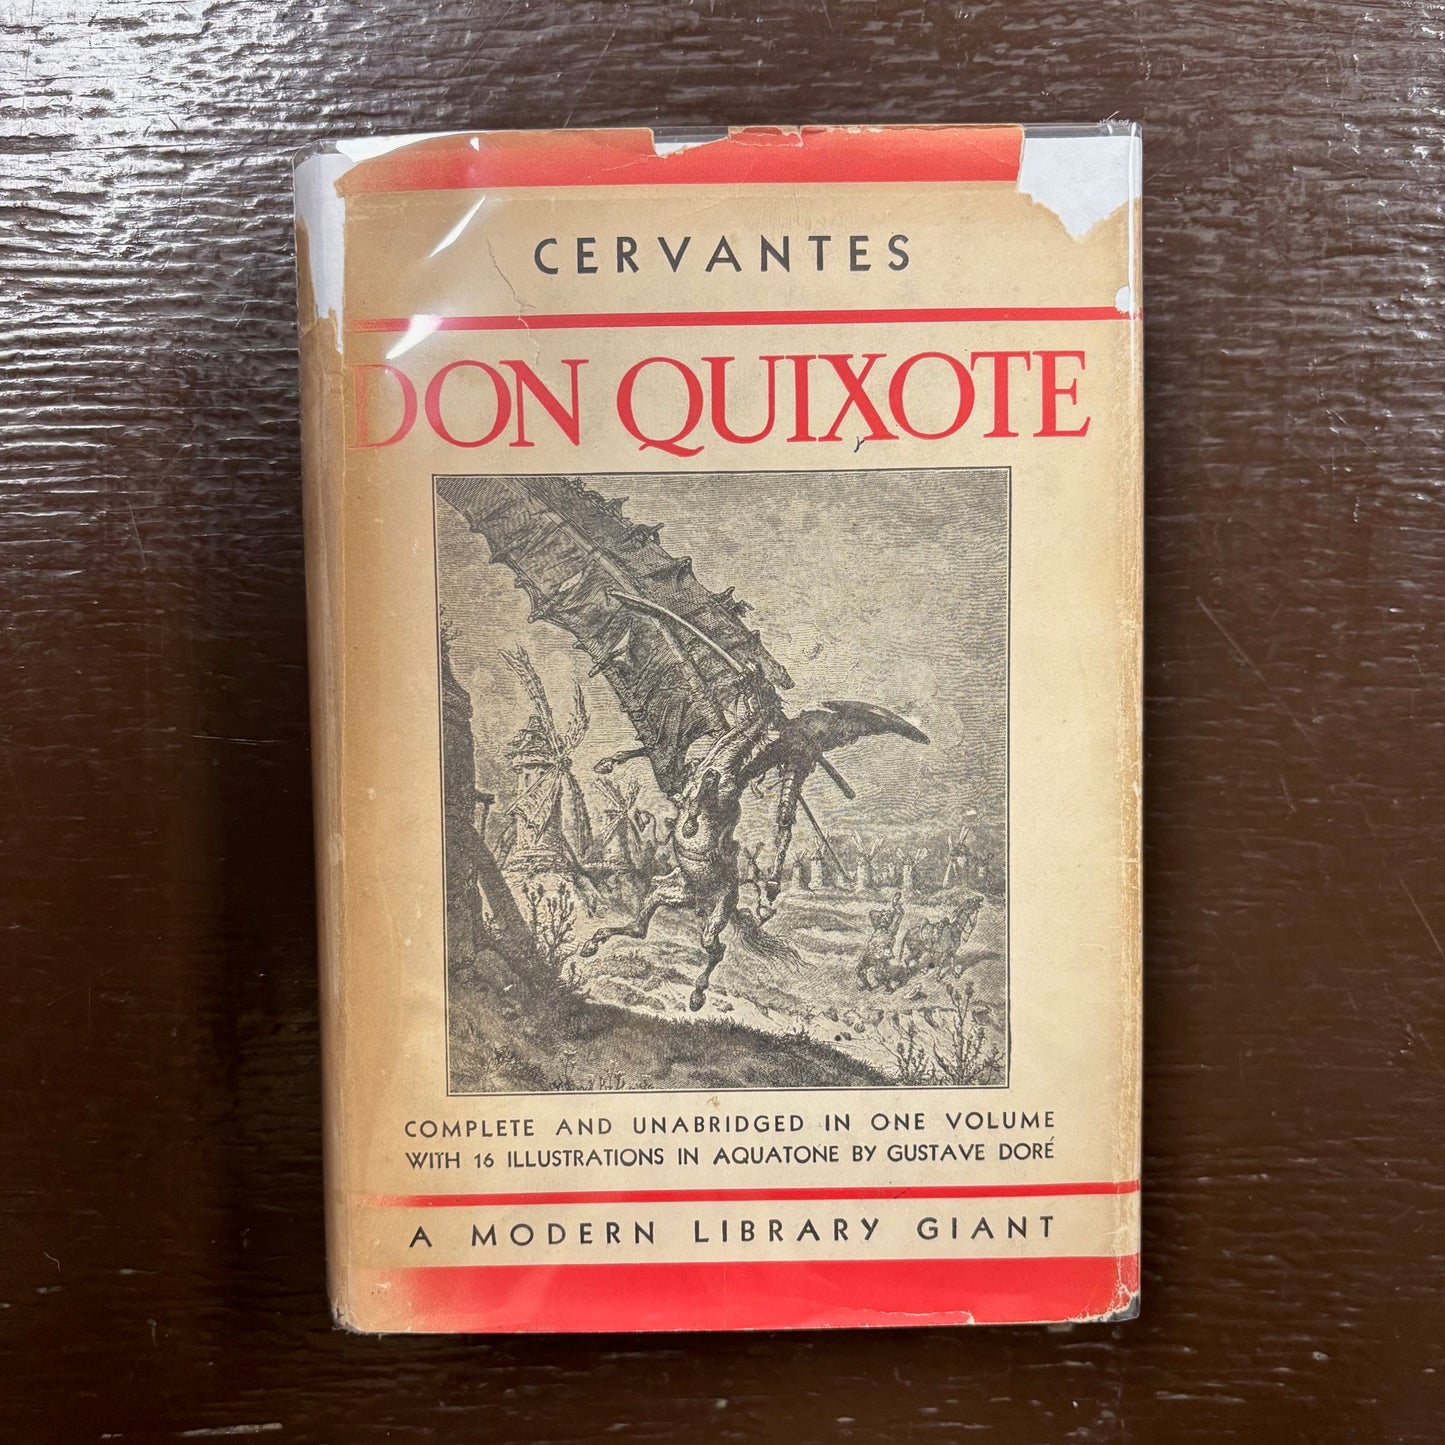 CERVANTES
DON QUIXOTE
COMPLETE AND UNABRIDGED IN ONE VOLUME
WITH 16 ILLUSTRATIONS IN AQUATONE BY GUSTAVE DORÉ
A MODERN LIBRARY GIANT